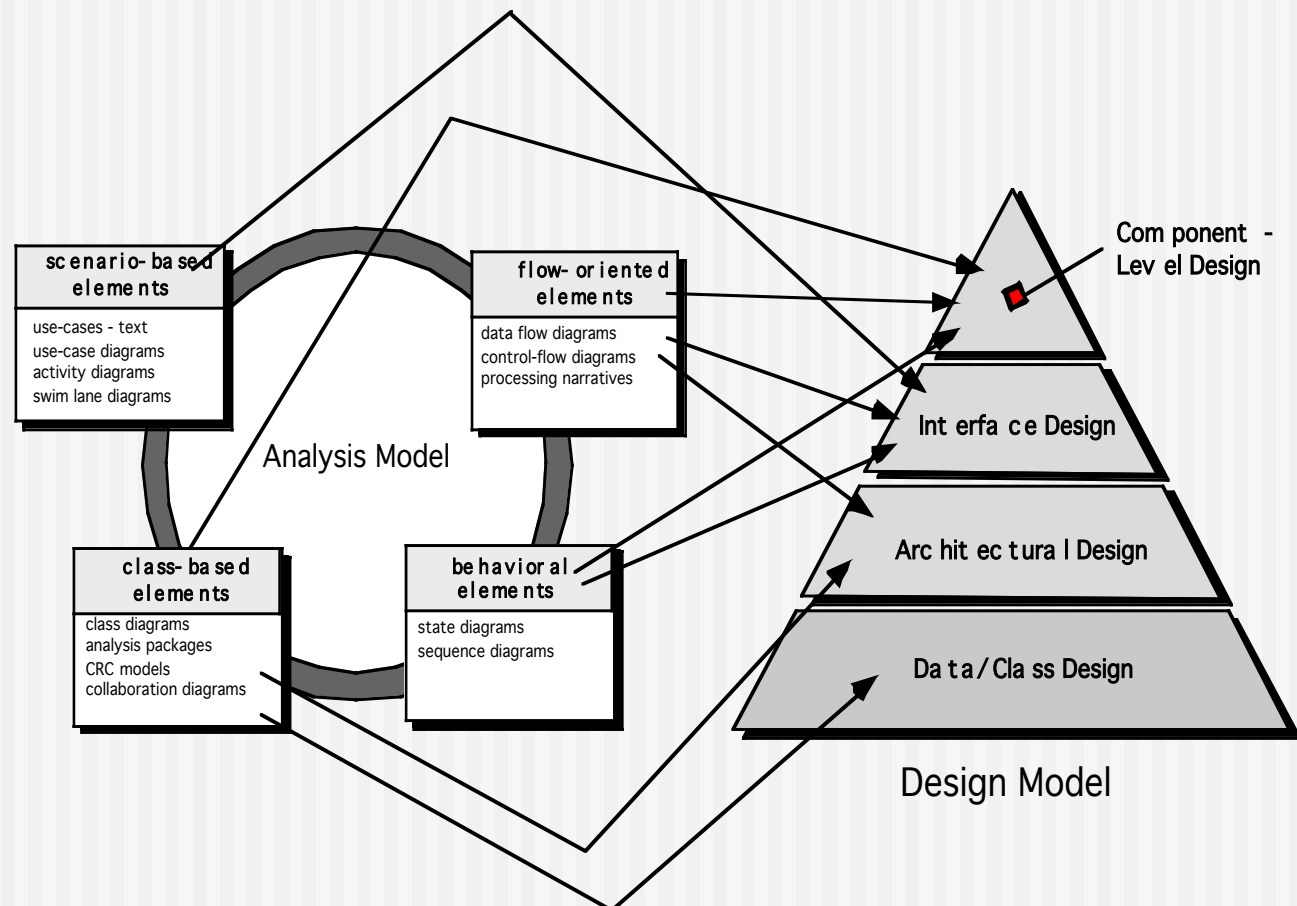 scenario-based
elements
use-cases - text
use-case diagrams
activity diagrams
swim lane diagrams
flow-oriented
elements
data flow diagrams
control-flow diagrams
processing narratives
Analysis Model
class-based
elements
class diagrams
analysis packages
CRC models
collaboration diagrams
behavioral
elements
state diagrams
sequence diagrams
Component -
Level Design
Interface Design
Architectural Design
Data/Class Design
Design Model